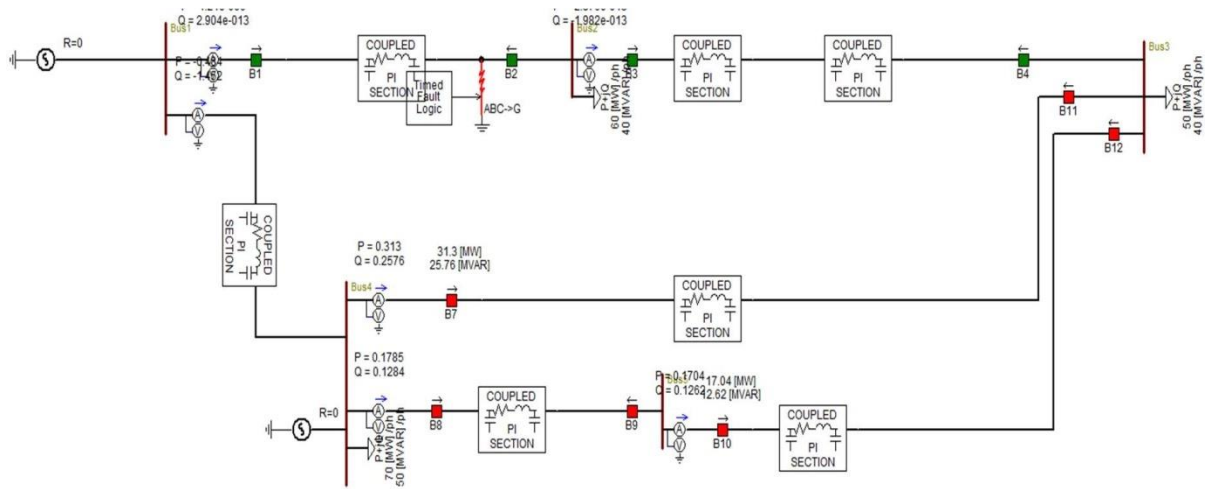 Q = 2.904e-013
Bus1
R=0
Q = -1.982e-013
Bus2
Bus3
B1
B2
B3
B4
COUPLED
PI
SECTION
Timed
Fault
Logic
ABC->G
COUPLED
PI
SECTION
COUPLED
PI
SECTION
P+jQ
60 [MW] /ph
40 [MVAR] /ph
B11
B12
P+jQ
50 [MW] /ph
40 [MVAR] /ph
A
V
A
V
A
V
COUPLED
PI
SECTION
P = 0.313
Q = 0.2576
Bus4
A
V
31.3 [MW]
25.76 [MVAR]
B7
COUPLED
PI
SECTION
P = 0.1785
Q = 0.1284
R=0
A
V
P+jQ
70 [MW] /ph
50 [MVAR] /ph
B8
COUPLED
PI
SECTION
B9
P = 0.1704
Q = 0.1262
17.04 [MW]
12.62 [MVAR]
A
V
B10
COUPLED
PI
SECTION